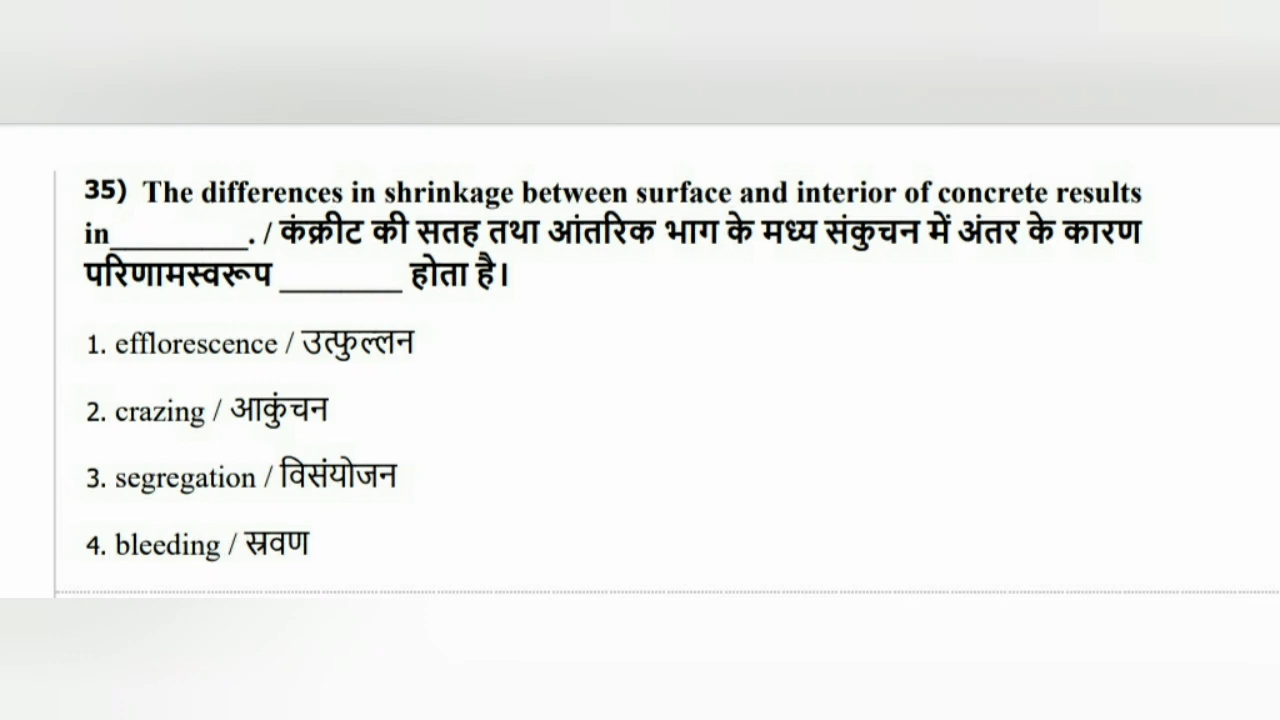 35) The differences in shrinkage between surface and interior of concrete results
in_________. / कंक्रीट की सतह तथा आंतरिक भाग के मध्य संकुचन में अंतर के कारण
परिणामस्वरूप ________ होता है।
1. efflorescence / उत्फुल्लन
2. crazing / आकुंचन
3. segregation / विसंयोजन
4. bleeding / स्रवण